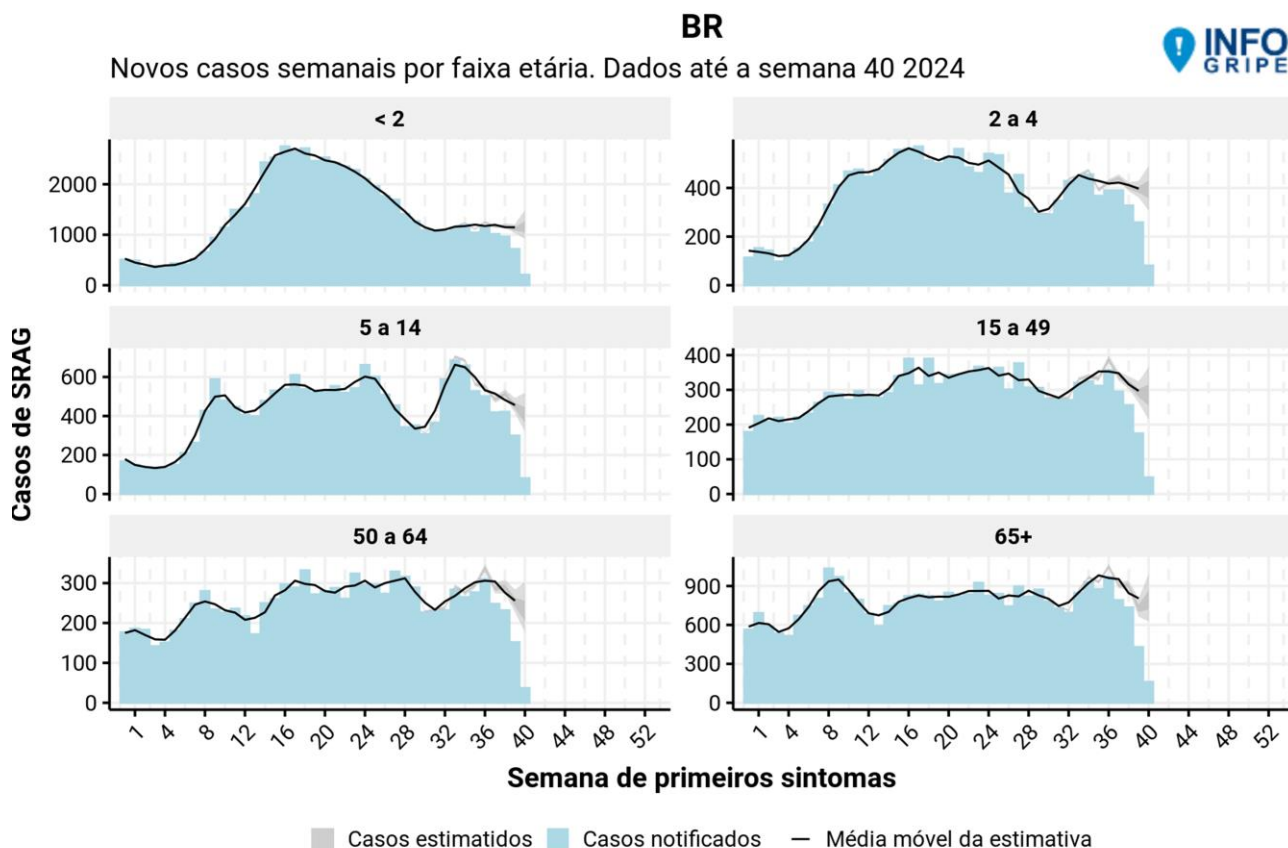 BR
INFO
GRIPE
Novos casos semanais por faixa etária. Dados até a semana 40 2024
< 2
2 a 4
2000
1000
0
400
200
0
5 a 14
15 a 49
600
400
200
0
400
300
200
100
0
50 a 64
65+
300
200
100
0
900
600
300
0
Casos de SRAG
1 4 8 12 16 20 24 28 32 36 40 44 48 52
1 4 8 12 16 20 24 28 32 36 40 44 48 52
Semana de primeiros sintomas
Casos estimatidos Casos notificados Média móvel da estimativa